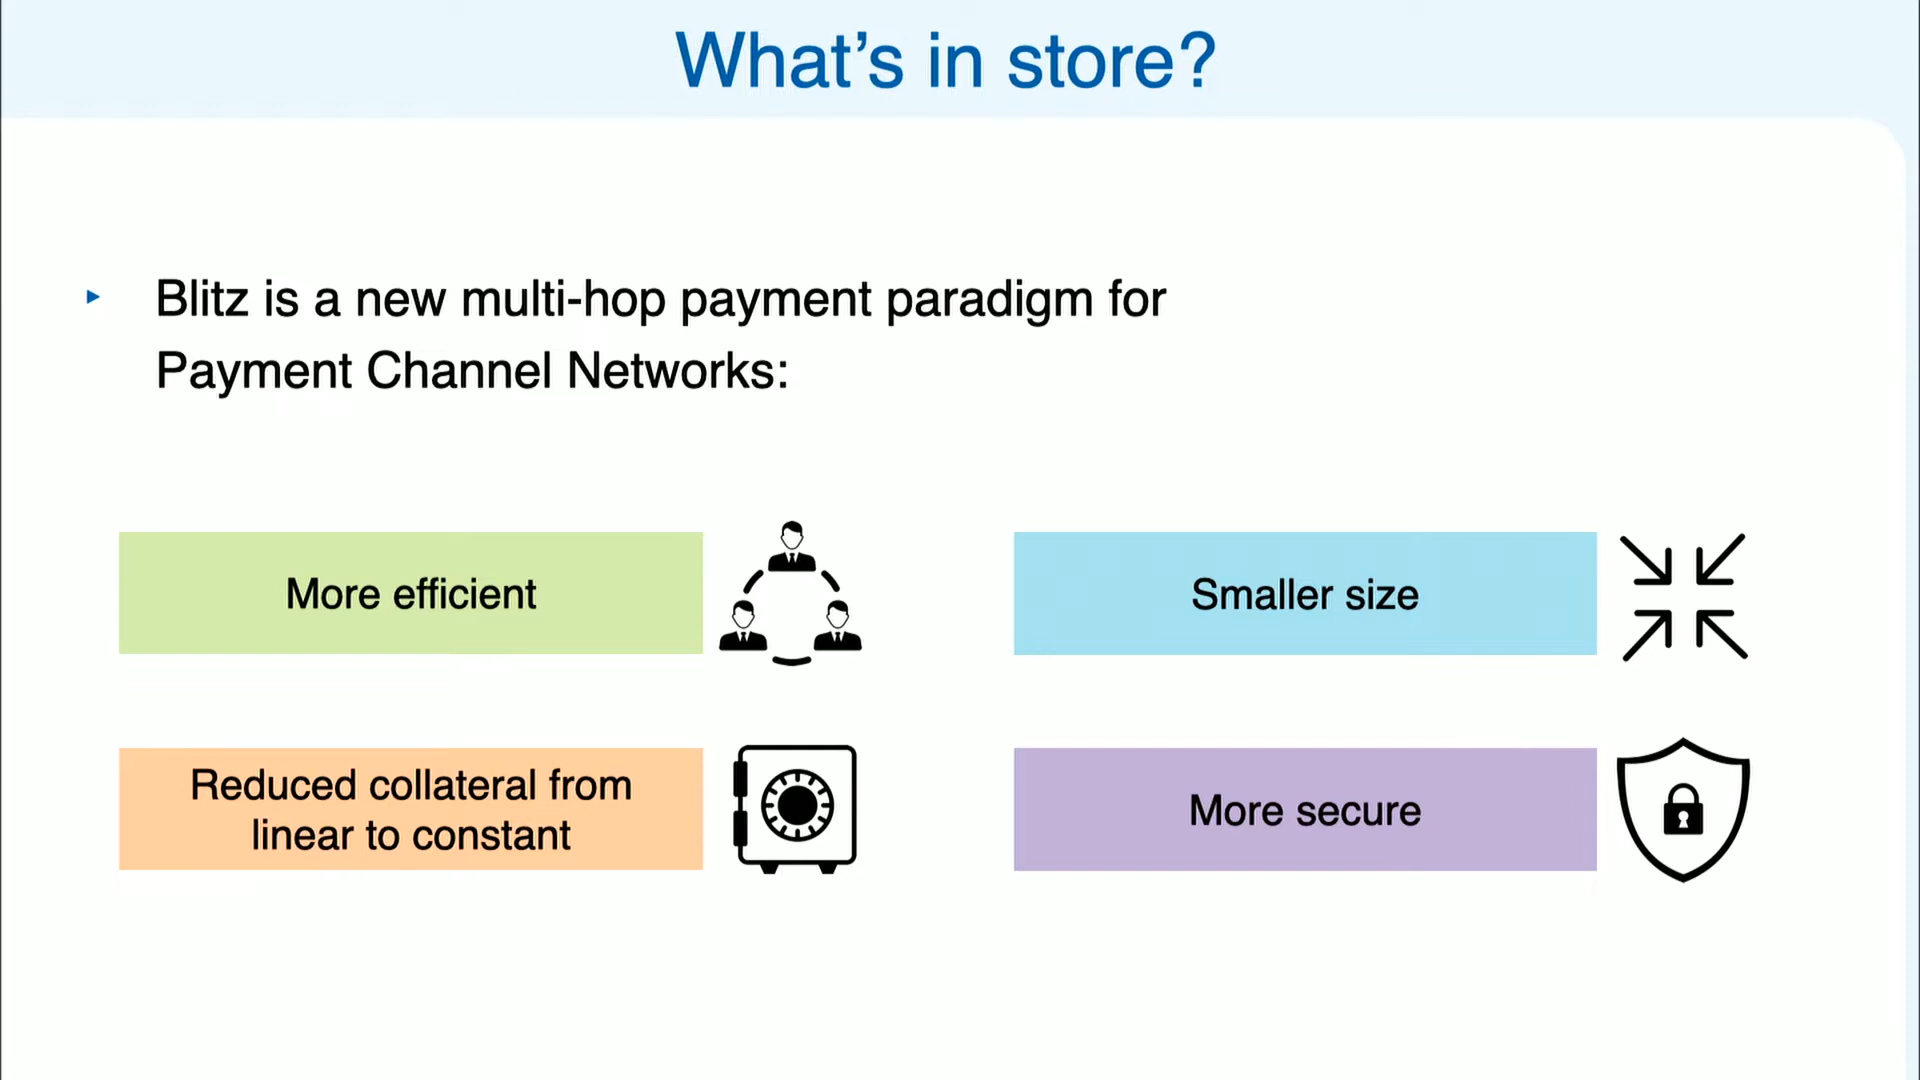 What’s in store?
Blitz is a new multi-hop payment paradigm for
Payment Channel Networks:
More efficient
Smaller size
Reduced collateral from
linear to constant
More secure